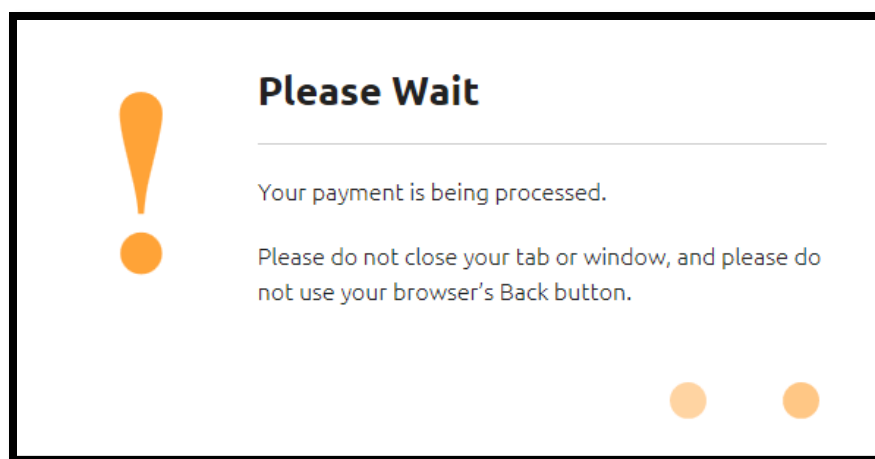 Please Wait
Your payment is being processed.
Please do not close your tab or window, and please do
not use your browser’s Back button.